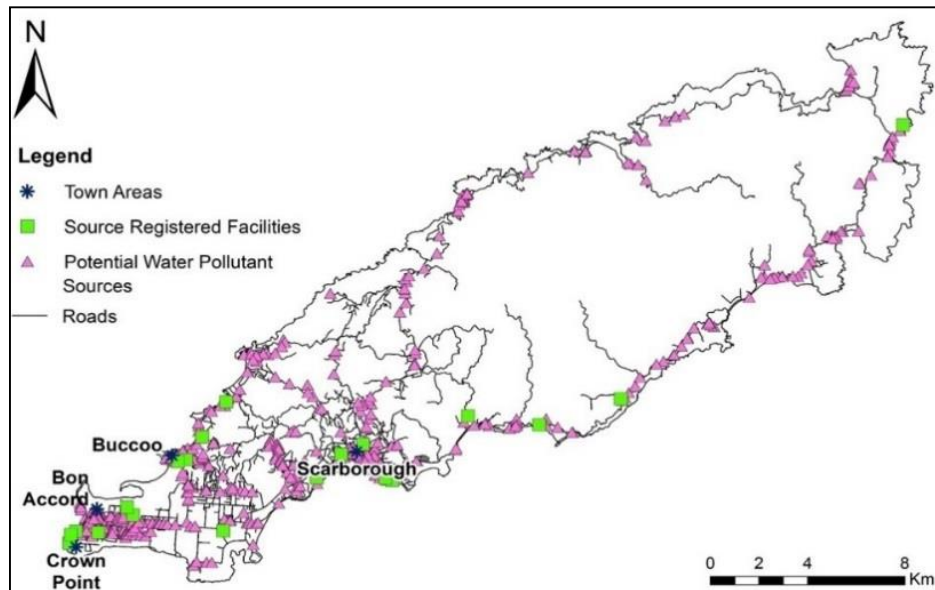 N
Legend
Town Areas
Source Registered Facilities
Potential Water Pollutant
Sources
Roads
Buccoo
Scarborough
Bon
Accord
Crown
Point
0 2 4 8
Km